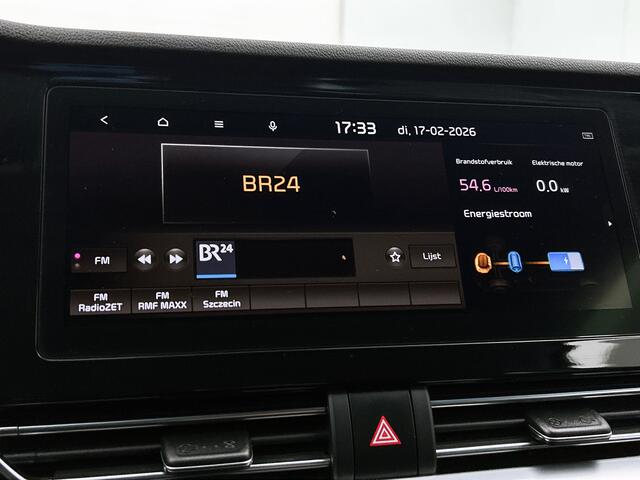 17:33 di, 17-02-2026
BR24
Brandstofverbruik Elektrische motor
54.6 L/100km 0.0 kW
Energiestroom
FM
BR24
Lijst
FM RadioZET
FM RMF MAXX
FM Szczecin